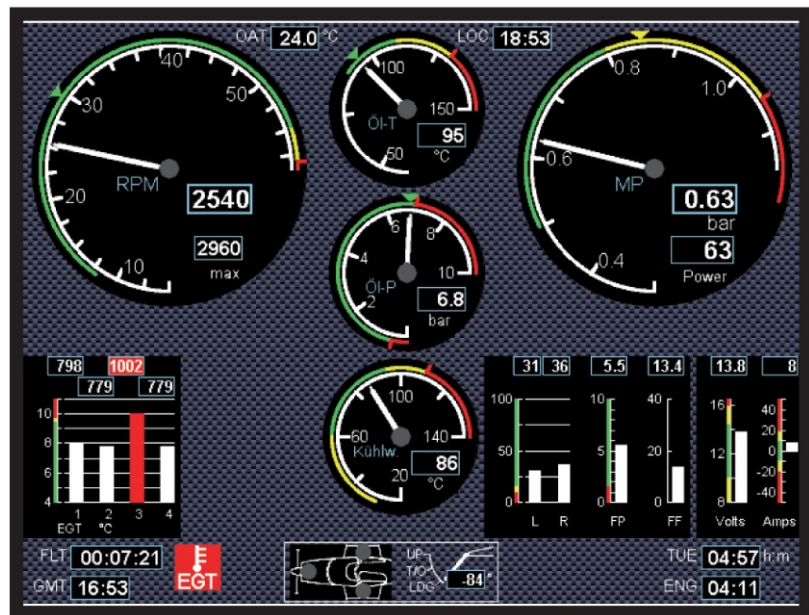 OAT 24.0 °C
LOC 18:53
10
20
30
40
50
RPM
2540
2960
max
50
100
150
Öl-T
95
°C
0.4
0.6
0.8
1.0
MP
0.63
bar
63
Power
2
4
6
8
10
Öl-P
6.8
bar
20
60
100
140
Kühlw.
86
°C
798 1002
779 779
10
8
6
4
1 2 3 4
EGT °C
31 36 5.5 13.4 13.8 8
100 10 40 16 40
20
50 5 20 12 0
-20
-40
0 0 0 8
L R FP FF Volts Amps
FLT 00:07:21
GMT 16:53
EGT
UP
T/O
LDG
-84 °
TUE 04:57 h:m
ENG 04:11